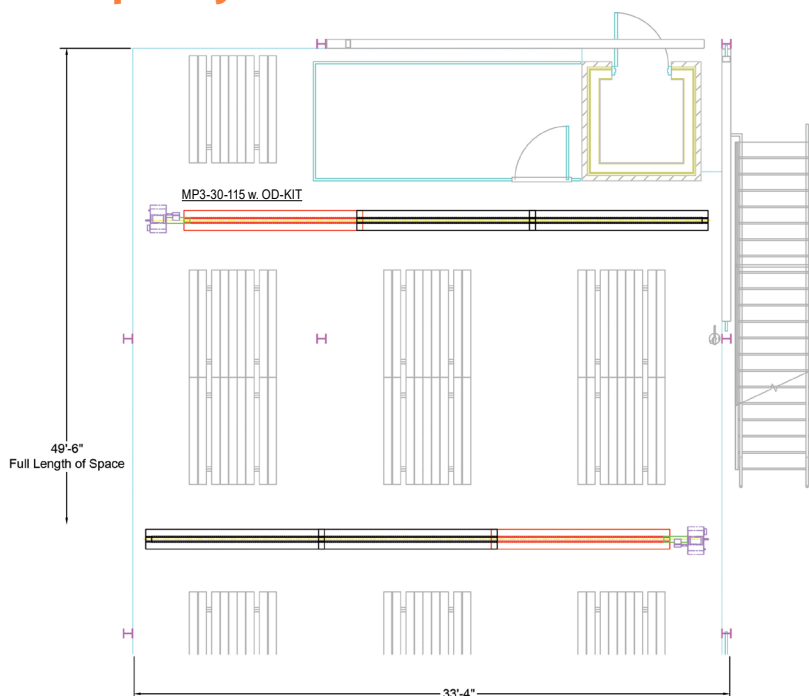 MP3-30-115 w. OD-KIT
49'-6"
Full Length of Space
33'-4"